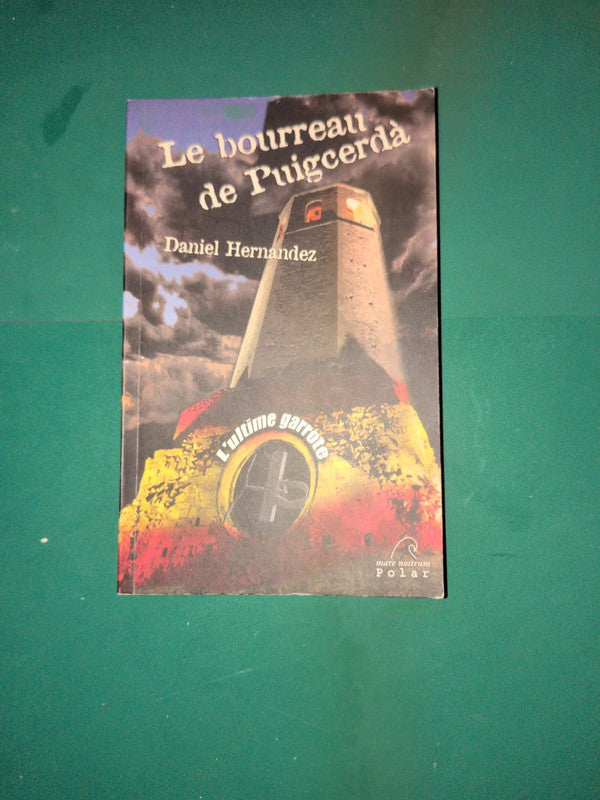 Le bourreau
de Puigcerdà
Daniel Hernandez
L'ultime garrote
mare nostrum
Polar